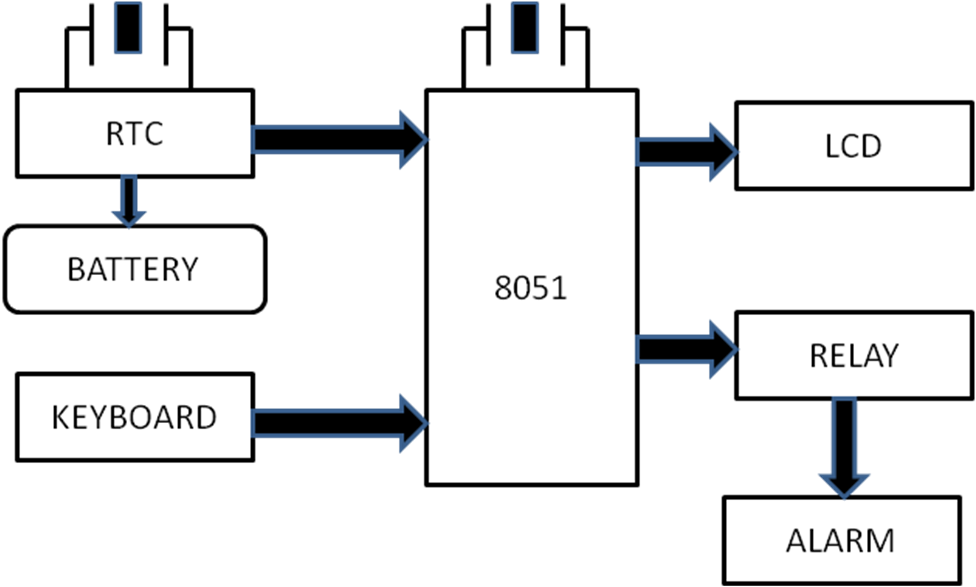 RTC
LCD
BATTERY
8051
RELAY
KEYBOARD
ALARM